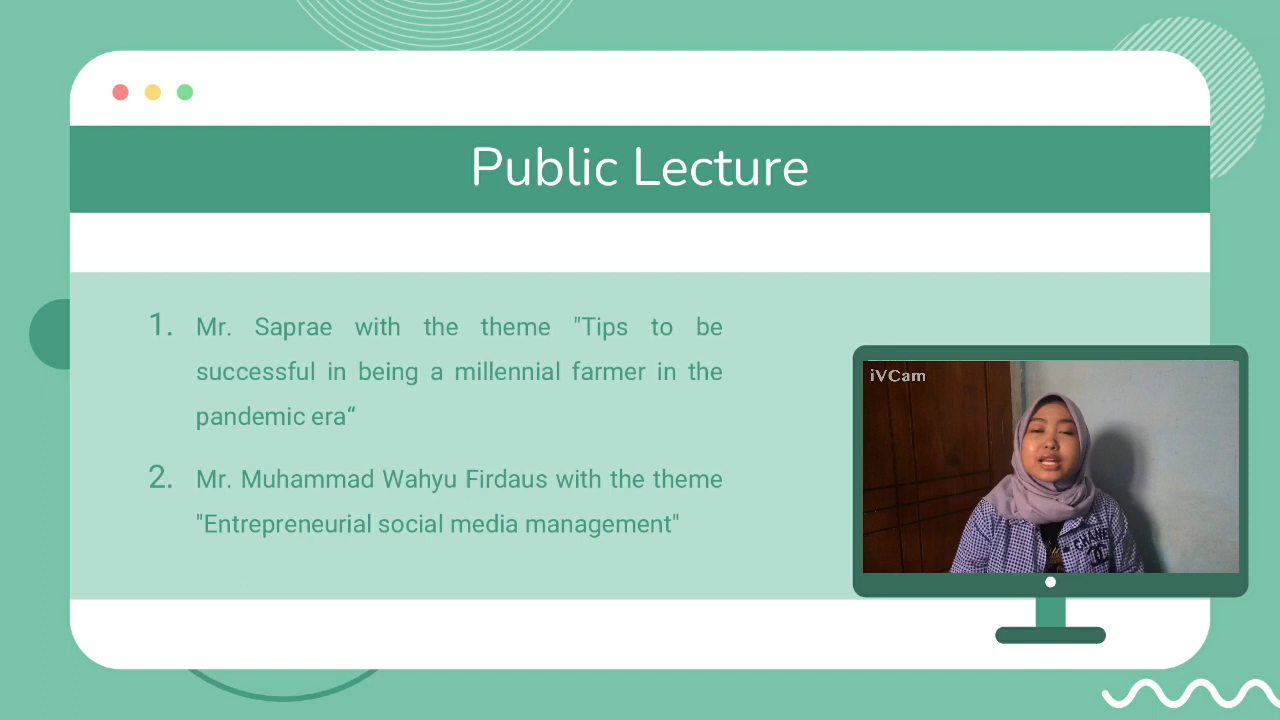 Public Lecture
1. Mr. Saprae with the theme "Tips to be
successful in being a millennial farmer in the
pandemic era“
2. Mr. Muhammad Wahyu Firdaus with the theme
"Entrepreneurial social media management"
iVCam